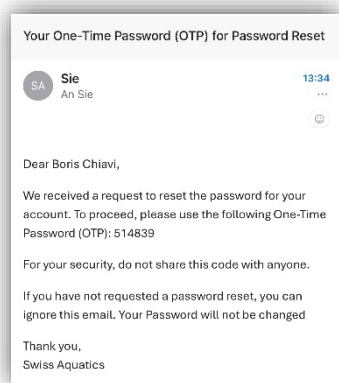 Your One-Time Password (OTP) for Password Reset
SA
Sie
13:34
An Sie
...
Dear Boris Chiavi,
We received a request to reset the password for your
account. To proceed, please use the following One-Time
Password (OTP): 514839
For your security, do not share this code with anyone.
If you have not requested a password reset, you can
ignore this email. Your Password will not be changed
Thank you,
Swiss Aquatics